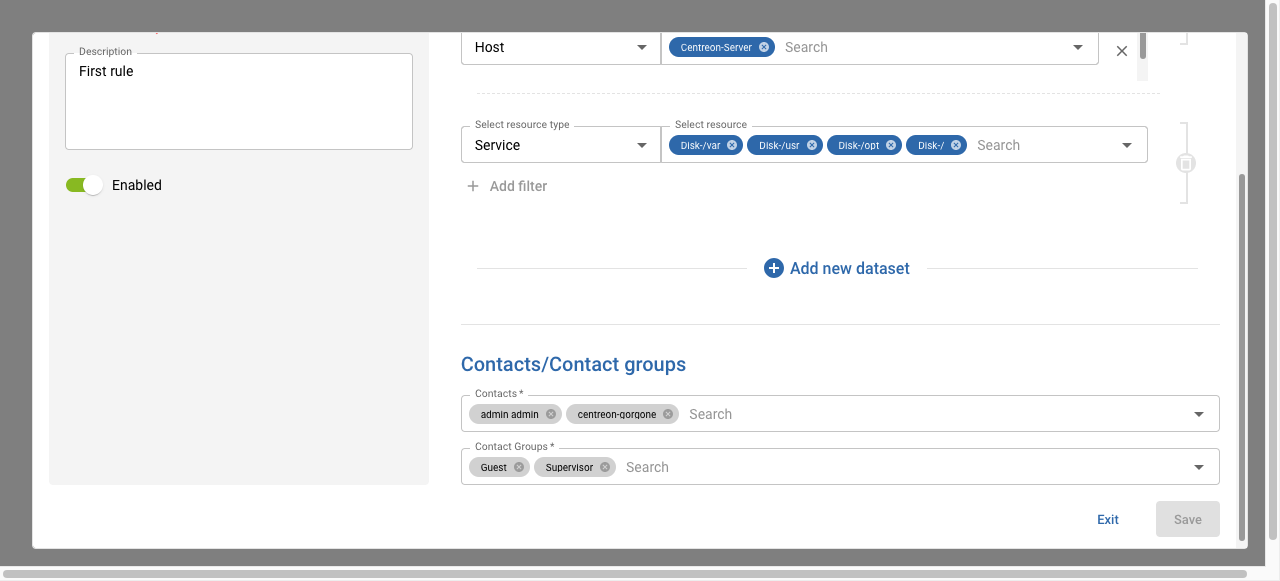 Description
First rule
Enabled
Host
Centreon-Server
Search
Select resource type
Select resource
Service
Disk-/var
Disk-/usr
Disk-/opt
Disk-/
Search
Add filter
Add new dataset
Contacts/Contact groups
Contacts *
admin admin
centreon-gorgone
Search
Contact Groups *
Guest
Supervisor
Search
Exit
Save